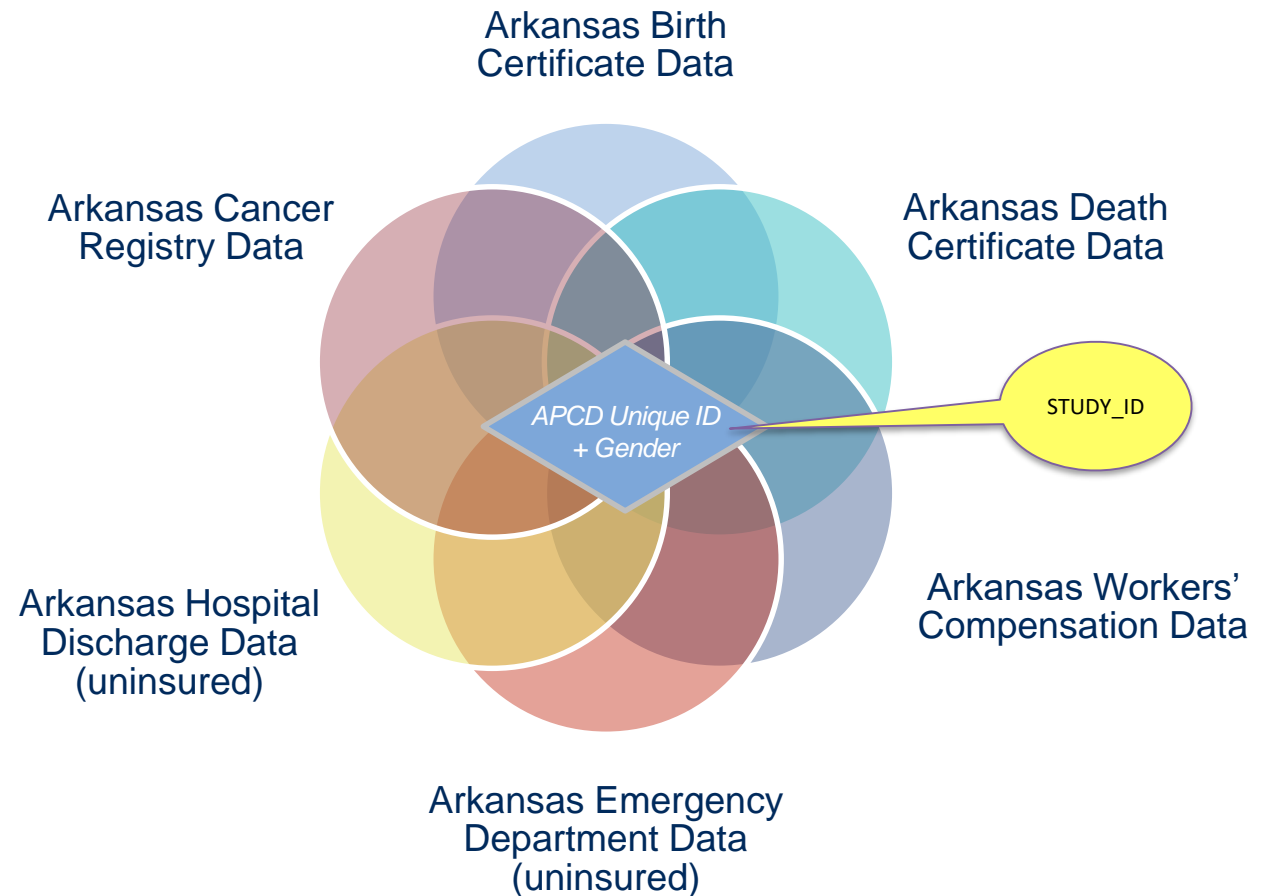 Arkansas Birth
Certificate Data
Arkansas Cancer
Registry Data
Arkansas Death
Certificate Data
APCD Unique ID
+ Gender
STUDY_ID
Arkansas Hospital
Discharge Data
(uninsured)
Arkansas Workers’
Compensation Data
Arkansas Emergency
Department Data
(uninsured)